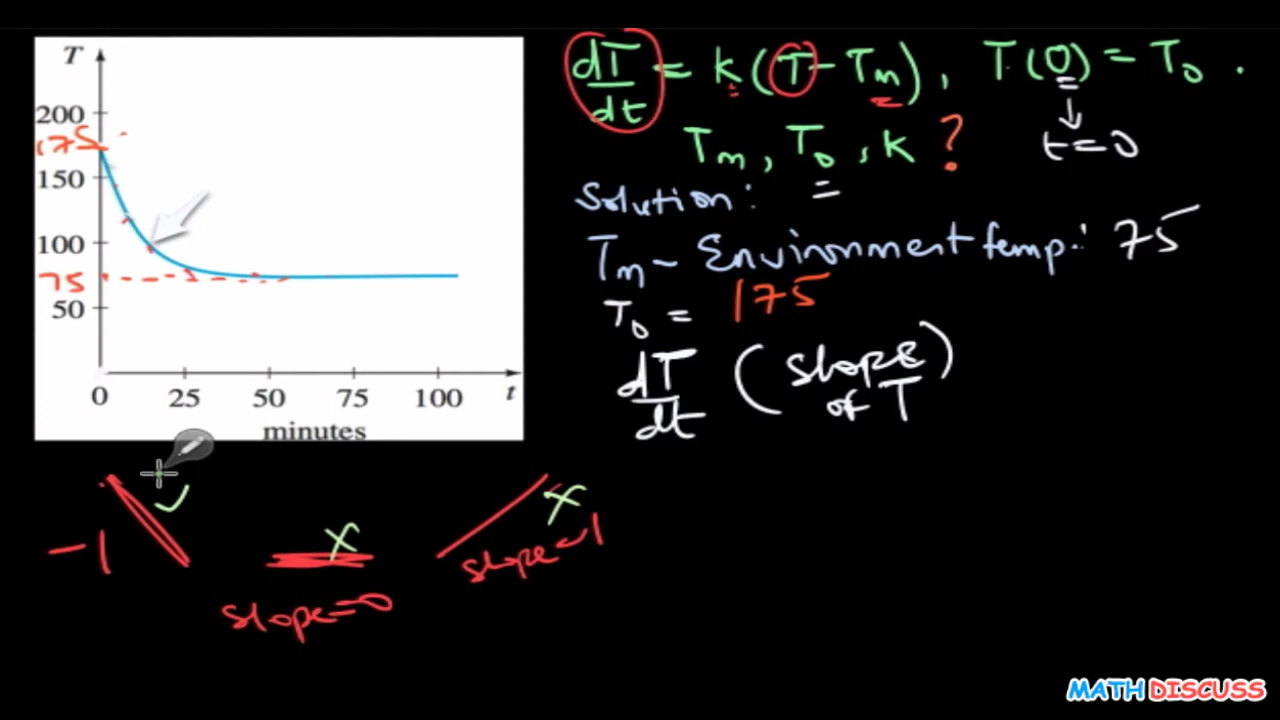 T
200
175
150
100
75
50
0 25 50 75 100 t
minutes
dT/dt = k(T - Tm), T(0) = T0.
Tm, T0, k ?
t=0
Solution:
Tm - Environment temp: 75
T0 = 175
dT/dt (slope of T)
-1
slope=0
x
x
slope=1
MATH DISCUSS